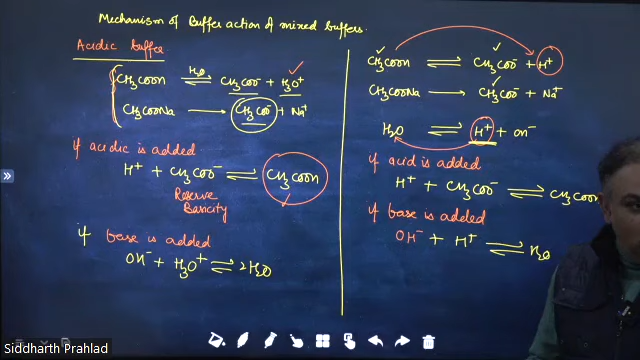 Mechanism of Buffer action of mixed buffers.
Acidic buffer
CH3COOH ⇌ CH3COO⁻ + H3O⁺
H2O
CH3COONa ⟶ CH3COO⁻ + Na⁺
if acidic is added
H⁺ + CH3COO⁻ ⇌ CH3COOH
Reserve
Basicity
if base is added
OH⁻ + H3O⁺ ⇌ 2H2O
CH3COOH ⇌ CH3COO⁻ + H⁺
CH3COONa ⟶ CH3COO⁻ + Na⁺
H2O ⇌ H⁺ + OH⁻
if acid is added
H⁺ + CH3COO⁻ ⇌ CH3COOH
if base is added
OH⁻ + H⁺ ⇌ H2O
Siddharth Prahlad